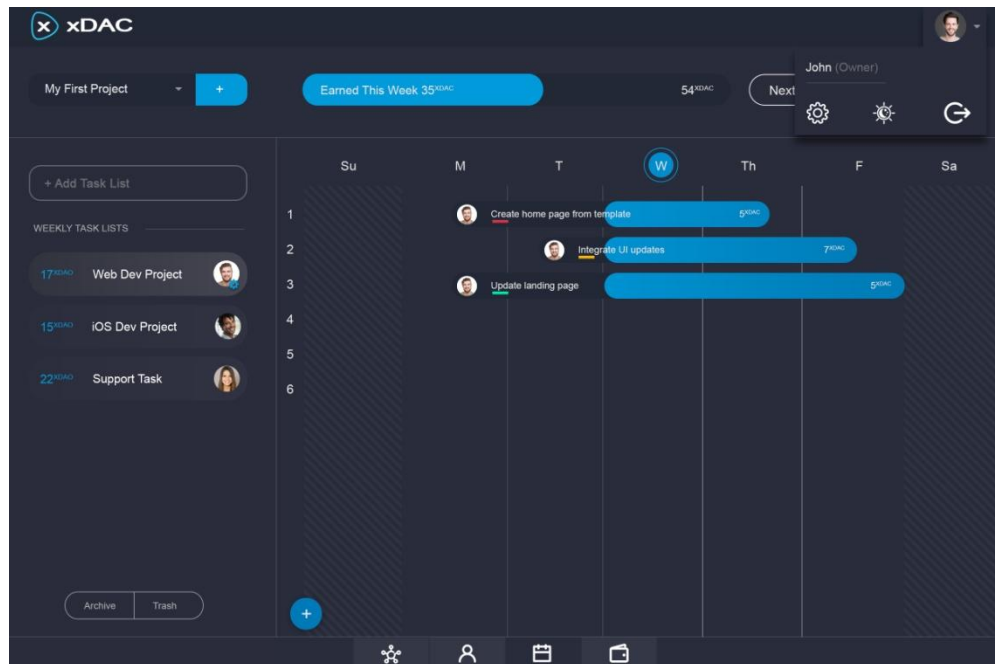 xDAC
My First Project
+
Earned This Week 35XDAC
54XDAC
Next
John (Owner)
+ Add Task List
WEEKLY TASK LISTS
17XDAC Web Dev Project
15XDAC iOS Dev Project
22XDAC Support Task
Archive
Trash
Su M T W Th F Sa
1 Create home page from template 5XDAC
2 Integrate UI updates 7XDAC
3 Update landing page 5XDAC
4
5
6
+